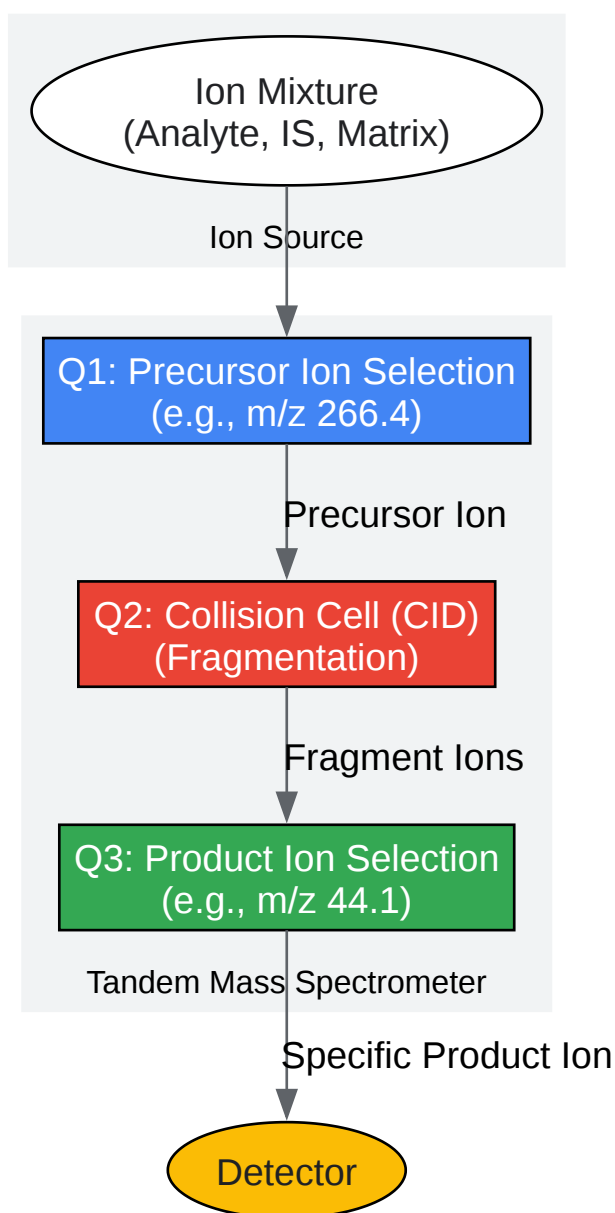 Ion Mixture
(Analyte, IS, Matrix)
Ion Source
Q1: Precursor Ion Selection
(e.g., m/z 266.4)
Precursor Ion
Q2: Collision Cell (CID)
(Fragmentation)
Fragment Ions
Q3: Product Ion Selection
(e.g., m/z 44.1)
Tandem Mass Spectrometer
Specific Product Ion
Detector